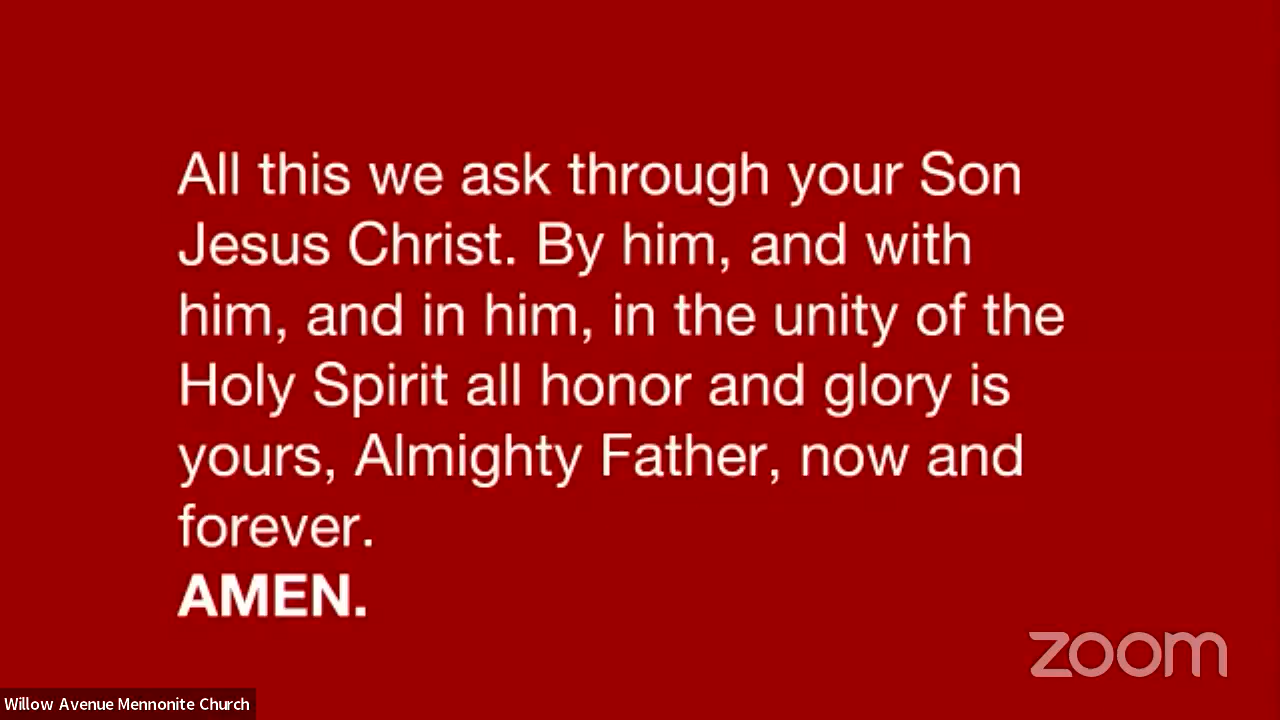 All this we ask through your Son
Jesus Christ. By him, and with
him, and in him, in the unity of the
Holy Spirit all honor and glory is
yours, Almighty Father, now and
forever.
AMEN.
zoom
Willow Avenue Mennonite Church